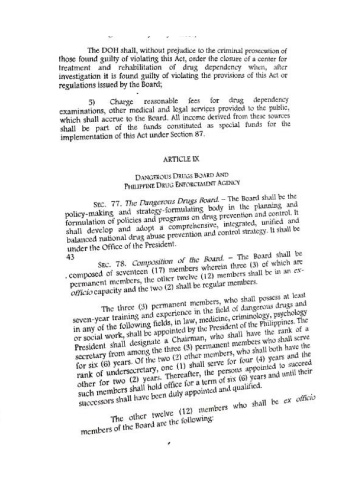 The DOH shall, without prejudice to the criminal prosecution of
those found guilty of violating this Act, order the closure of a center for
treatment and rehabilitation of drug dependency when, after
investigation it is found guilty of violating the provisions of this Act or
regulations issued by the Board;
5) Charge reasonable fees for drug dependency
examinations, other medical and legal services provided to the public,
which shall accrue to the Board. All income derived from these sources
shall be part of the funds constituted as special funds for the
implementation of this Act under Section 87.
ARTICLE IX
DANGEROUS DRUGS BOARD AND
PHILIPPINE DRUG ENFORCEMENT AGENCY
SEC. 77. The Dangerous Drugs Board. – The Board shall be the
policy-making and strategy-formulating body in the planning and
formulation of policies and programs on drug prevention and control. It
shall develop and adopt a comprehensive, integrated, unified and
balanced national drug abuse prevention and control strategy. It shall be
under the Office of the President.
43
SEC. 78. Composition of the Board. – The Board shall be
composed of seventeen (17) members wherein three (3) of which are
permanent members, the other twelve (12) members shall be in an ex-
officio capacity and the two (2) shall be regular members.
The three (3) permanent members, who shall possess at least
seven-year training and experience in the field of dangerous drugs and
in any of the following fields, in law, medicine, criminology, psychology
or social work, shall be appointed by the President of the Philippines. The
President shall designate a Chairman, who shall have the rank of a
secretary from among the three (3) permanent members who shall serve
for six (6) years. Of the two (2) other members, who shall both have the
rank of undersecretary, one (1) shall serve for four (4) years and the
other for two (2) years. Thereafter, the persons appointed to succeed
such members shall hold office for a term of six (6) years and until their
successors shall have been duly appointed and qualified.
The other twelve (12) members who shall be ex officio
members of the Board are the following: